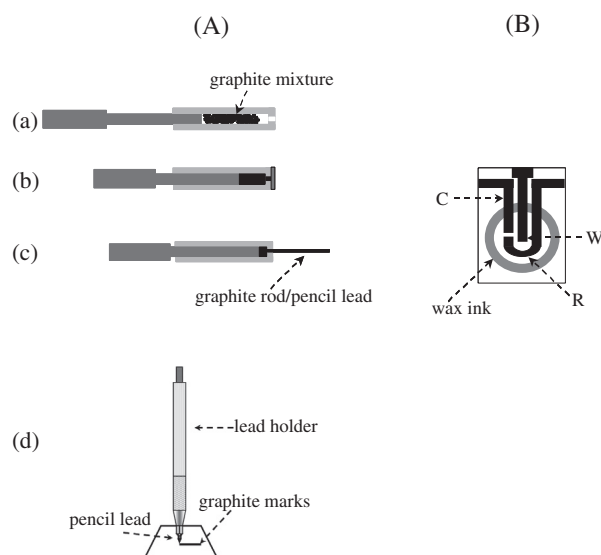 (A)
(B)
graphite mixture
(a)
(b)
(c)
graphite rod/pencil lead
C
W
R
wax ink
(d)
lead holder
graphite marks
pencil lead